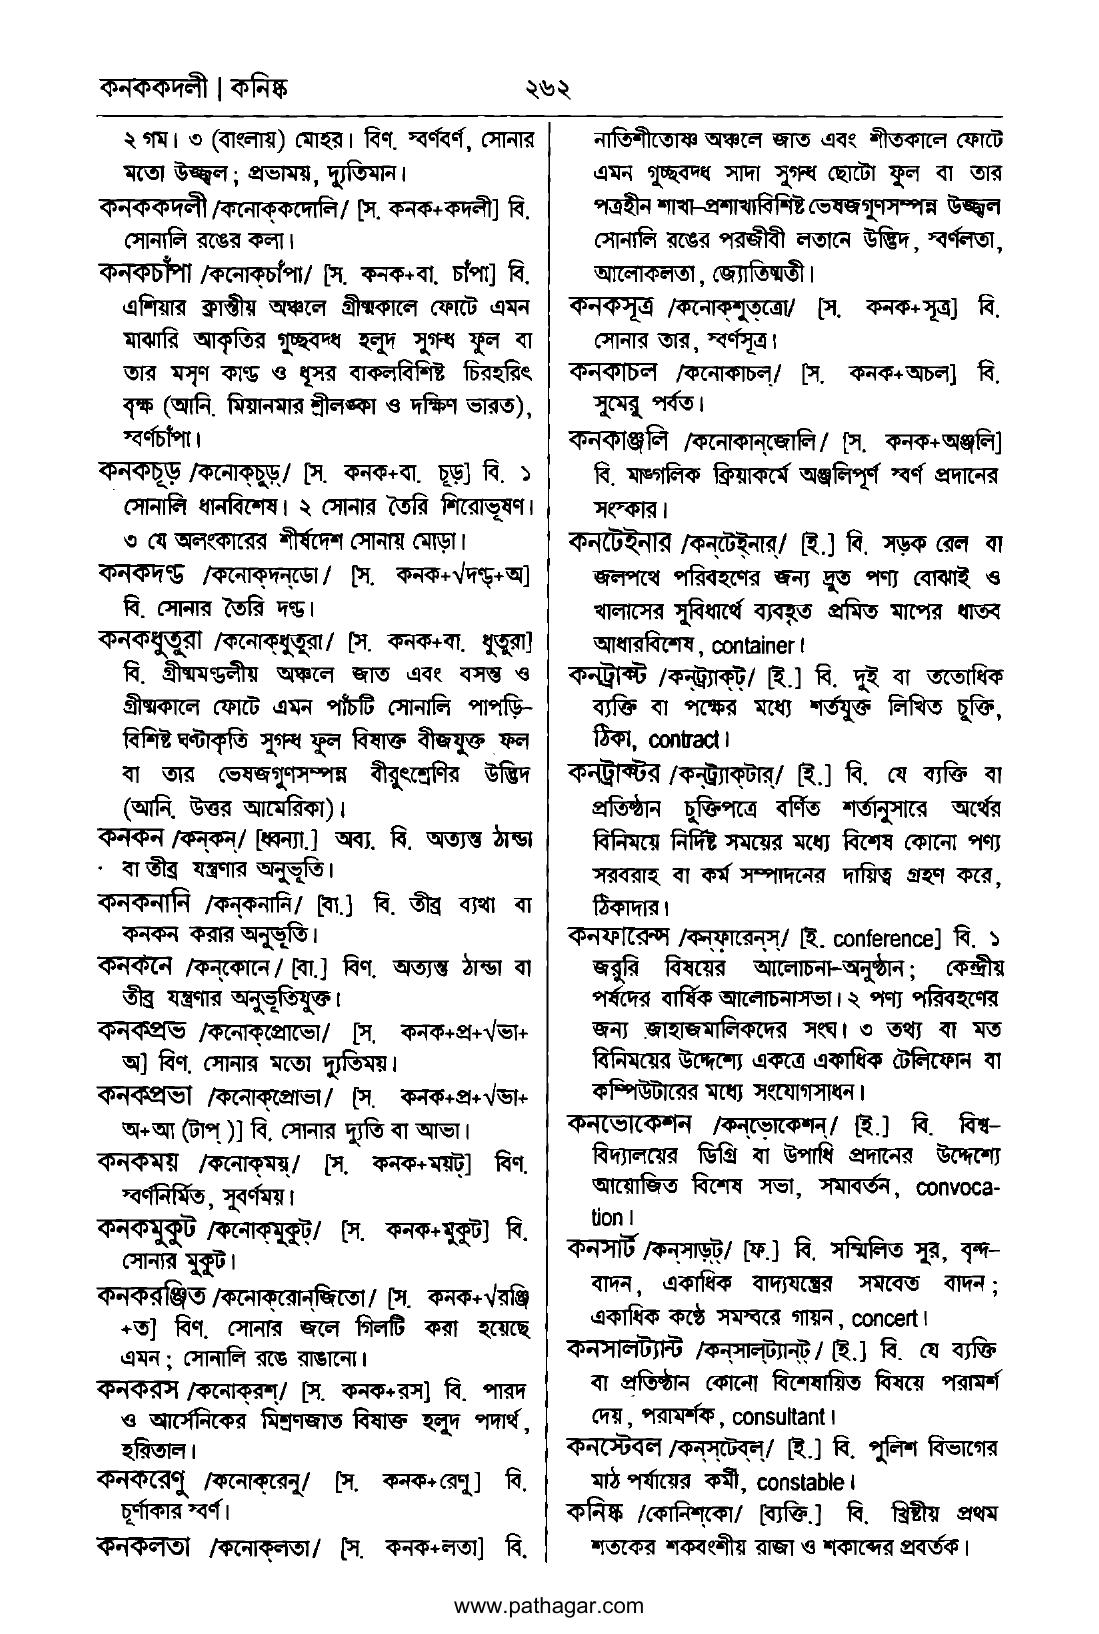 কনককদলী | কনিষ্ক
২৬২
২ গম। ৩ (বাংলায়) মোহর। বিণ. স্বর্ণবর্ণ, সোনার
মতো উজ্জ্বল; প্রভাময়, দ্যুতিমান।
কনককদলী /কনোক্‌কদোলি/ [স. কনক+কদলী] বি.
সোনালি রঙের কলা।
কনকচাঁপা /কনোক্‌চাঁপা/ [স. কনক+বা. চাঁপা] বি.
এশিয়ার ক্রান্তীয় অঞ্চলে গ্রীষ্মকালে ফোটে এমন
মাঝারি আকৃতির গুচ্ছবদ্ধ হলুদ সুগন্ধ ফুল বা
তার মসৃণ কাণ্ড ও ধূসর বাকলবিশিষ্ট চিরহরিৎ
বৃক্ষ (আনি. মিয়ানমার শ্রীলঙ্কা ও দক্ষিণ ভারত),
স্বর্ণচাঁপা।
কনকচূড় /কনোক্‌চুড়্‌/ [স. কনক+বা. চূড়] বি. ১
সোনালি ধানবিশেষ। ২ সোনার তৈরি শিরোভূষণ।
৩ যে অলংকারের শীর্ষদেশ সোনায় মোড়া।
কনকদণ্ড /কনোক্‌দন্‌ডো/ [স. কনক+√দণ্ড্‌+অ]
বি. সোনার তৈরি দণ্ড।
কনকধুতুরা /কনোক্‌ধুতুরা/ [স. কনক+বা. ধুতুরা]
বি. গ্রীষ্মমণ্ডলীয় অঞ্চলে জাত এবং বসন্ত ও
গ্রীষ্মকালে ফোটে এমন পাঁচটি সোনালি পাপড়ি-
বিশিষ্ট ঘণ্টাকৃতি সুগন্ধ ফুল বিষাক্ত বীজযুক্ত ফল
বা তার ভেষজগুণসম্পন্ন বীরুৎশ্রেণির উদ্ভিদ
(আনি. উত্তর আমেরিকা)।
কনকন /কন্‌কন্‌/ [ধ্বন্যা.] অব্য. বি. অত্যন্ত ঠান্ডা
বা তীব্র যন্ত্রণার অনুভূতি।
কনকনানি /কন্‌কনানি/ [বা.] বি. তীব্র ব্যথা বা
কনকন করার অনুভূতি।
কনকনে /কন্‌কোনে/ [বা.] বিণ. অত্যন্ত ঠান্ডা বা
তীব্র যন্ত্রণার অনুভূতিযুক্ত।
কনকপ্রভ /কনোক্‌প্রোভো/ [স. কনক+প্র+√ভা+
অ] বিণ. সোনার মতো দ্যুতিময়।
কনকপ্রভা /কনোক্‌প্রোভা/ [স. কনক+প্র+√ভা+
অ+আ (টাপ্‌)] বি. সোনার দ্যুতি বা আভা।
কনকময় /কনোক্‌ময়্‌/ [স. কনক+ময়ট্‌] বিণ.
স্বর্ণনির্মিত, সুবর্ণময়।
কনকমুকুট /কনোক্‌মুকুট্‌/ [স. কনক+মুকুট] বি.
সোনার মুকুট।
কনকরঞ্জিত /কনোক্‌রোন্‌জিতো/ [স. কনক+√রঞ্জি
+ত] বিণ. সোনার জলে গিলটি করা হয়েছে
এমন; সোনালি রঙে রাঙানো।
কনকরস /কনোক্‌রশ্‌/ [স. কনক+রস] বি. পারদ
ও আর্সেনিকের মিশ্রণজাত বিষাক্ত হলুদ পদার্থ,
হরিতাল।
কনকরেণু /কনোক্‌রেনু/ [স. কনক+রেণু] বি.
চূর্ণাকার স্বর্ণ।
কনকলতা /কনোক্‌লতা/ [স. কনক+লতা] বি.
নাতিশীতোষ্ণ অঞ্চলে জাত এবং শীতকালে ফোটে
এমন গুচ্ছবদ্ধ সাদা সুগন্ধ ছোটো ফুল বা তার
পত্রহীন শাখা-প্রশাখাবিশিষ্ট ভেষজগুণসম্পন্ন উজ্জ্বল
সোনালি রঙের পরজীবী লতানে উদ্ভিদ, স্বর্ণলতা,
আলোকলতা, জ্যোতিষ্মতী।
কনকসূত্র /কনোক্‌শুত্‌ত্রো/ [স. কনক+সূত্র] বি.
সোনার তার, স্বর্ণসূত্র।
কনকাচল /কনোকাচল্‌/ [স. কনক+অচল] বি.
সুমেরু পর্বত।
কনকাঞ্জলি /কনোকান্‌জোলি/ [স. কনক+অঞ্জলি]
বি. মাঙ্গলিক ক্রিয়াকর্মে অঞ্জলিপূর্ণ স্বর্ণ প্রদানের
সংস্কার।
কনটেইনার /কন্‌টেইনার্‌/ [ই.] বি. সড়ক রেল বা
জলপথে পরিবহণের জন্য দ্রুত পণ্য বোঝাই ও
খালাসের সুবিধার্থে ব্যবহৃত প্রমিত মাপের ধাতব
আধারবিশেষ, container।
কনট্রাক্ট /কন্‌ট্র্যাক্‌ট্‌/ [ই.] বি. দুই বা ততোধিক
ব্যক্তি বা পক্ষের মধ্যে শর্তযুক্ত লিখিত চুক্তি,
ঠিকা, contract।
কনট্রাক্টর /কন্‌ট্র্যাক্‌টার্‌/ [ই.] বি. যে ব্যক্তি বা
প্রতিষ্ঠান চুক্তিপত্রে বর্ণিত শর্তানুসারে অর্থের
বিনিময়ে নির্দিষ্ট সময়ের মধ্যে বিশেষ কোনো পণ্য
সরবরাহ বা কর্ম সম্পাদনের দায়িত্ব গ্রহণ করে,
ঠিকাদার।
কনফারেন্স /কন্‌ফারেন্‌স্‌/ [ই. conference] বি. ১
জরুরি বিষয়ের আলোচনা-অনুষ্ঠান; কেন্দ্রীয়
পর্ষদের বার্ষিক আলোচনাসভা। ২ পণ্য পরিবহণের
জন্য জাহাজমালিকদের সংঘ। ৩ তথ্য বা মত
বিনিময়ের উদ্দেশ্যে একত্রে একাধিক টেলিফোন বা
কম্পিউটারের মধ্যে সংযোগসাধন।
কনভোকেশন /কন্‌ভোকেশন্‌/ [ই.] বি. বিশ্ব-
বিদ্যালয়ের ডিগ্রি বা উপাধি প্রদানের উদ্দেশ্যে
আয়োজিত বিশেষ সভা, সমাবর্তন, convoca-
tion।
কনসার্ট /কন্‌সার্‌ট্‌/ [ফ.] বি. সম্মিলিত সুর, বৃন্দ-
বাদন, একাধিক বাদ্যযন্ত্রের সমবেত বাদন;
একাধিক কণ্ঠে সমস্বরে গায়ন, concert।
কনসালট্যান্ট /কন্‌সাল্‌ট্যান্‌ট্‌/ [ই.] বি. যে ব্যক্তি
বা প্রতিষ্ঠান কোনো বিশেষায়িত বিষয়ে পরামর্শ
দেয়, পরামর্শক, consultant।
কনস্টেবল /কন্‌স্‌টেবল্‌/ [ই.] বি. পুলিশ বিভাগের
মাঠ পর্যায়ের কর্মী, constable।
কনিষ্ক /কোনিশ্‌কো/ [ব্যক্তি.] বি. খ্রিষ্টীয় প্রথম
শতকের শকবংশীয় রাজা ও শকাব্দের প্রবর্তক।
www.pathagar.com